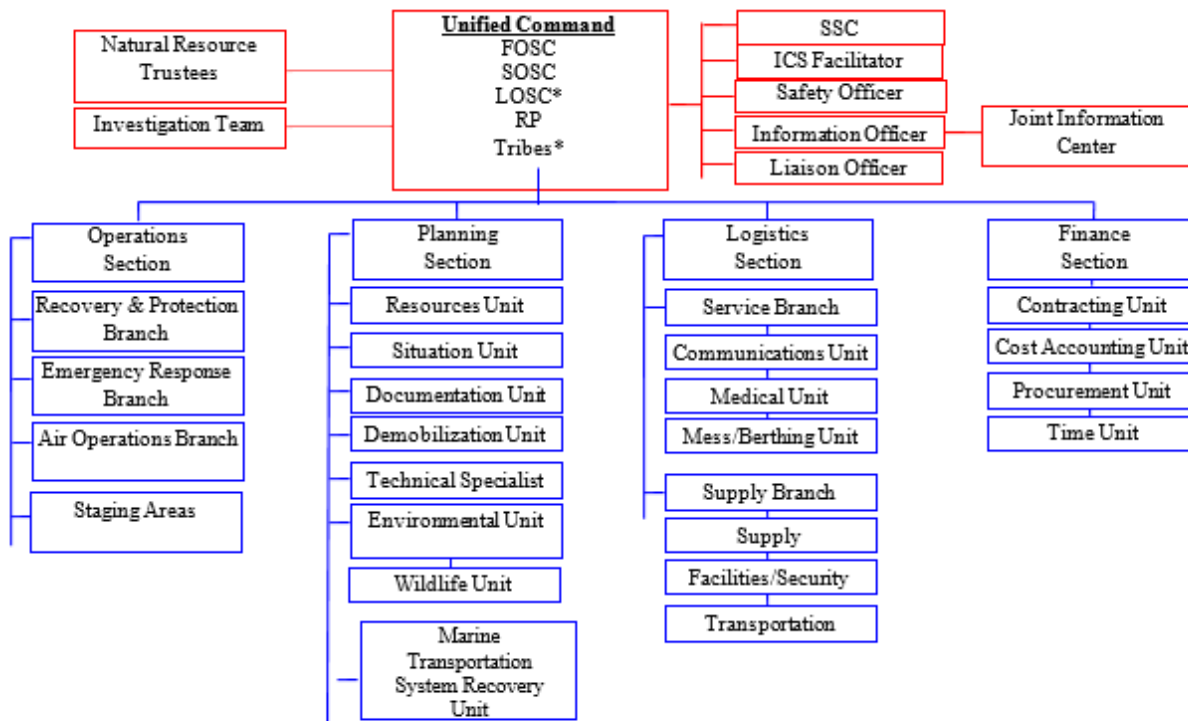 Unified Command
FOSC
SOSC
LOSC*
RP
Tribes*
Natural Resource
Trustees
Investigation Team
SSC
ICS Facilitator
Safety Officer
Information Officer
Liaison Officer
Joint Information
Center
Operations
Section
Recovery & Protection
Branch
Emergency Response
Branch
Air Operations Branch
Staging Areas
Planning
Section
Resources Unit
Situation Unit
Documentation Unit
Demobilization Unit
Technical Specialist
Environmental Unit
Wildlife Unit
Marine
Transportation
System Recovery
Unit
Logistics
Section
Service Branch
Communications Unit
Medical Unit
Mess/Berthing Unit
Supply Branch
Supply
Facilities/Security
Transportation
Finance
Section
Contracting Unit
Cost Accounting Unit
Procurement Unit
Time Unit